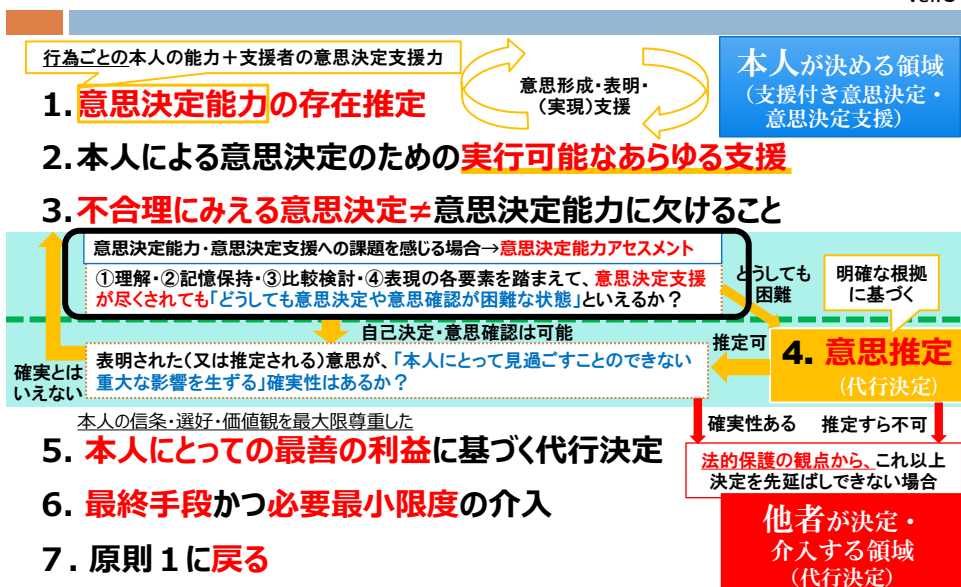 行為ごとの本人の能力＋支援者の意思決定支援力
意思形成・表明・
（実現）支援
本人が決める領域
（支援付き意思決定・
意思決定支援）
1.意思決定能力の存在推定
2.本人による意思決定のための実行可能なあらゆる支援
3.不合理にみえる意思決定≠意思決定能力に欠けること
意思決定能力・意思決定支援への課題を感じる場合→意思決定能力アセスメント
①理解・②記憶保持・③比較検討・④表現の各要素を踏まえて、意思決定支援
が尽くされても「どうしても意思決定や意思確認が困難な状態」といえるか？
どうしても
困難
明確な根拠
に基づく
自己決定・意思確認は可能
推定可
4. 意思推定
（代行決定）
表明された（又は推定される）意思が、「本人にとって見過ごすことのできない
重大な影響を生ずる」確実性はあるか？
確実とは
いえない
本人の信条・選好・価値観を最大限尊重した
確実性ある
推定すら不可
5. 本人にとっての最善の利益に基づく代行決定
法的保護の観点から、これ以上
決定を先延ばしできない場合
6. 最終手段かつ必要最小限度の介入
他者が決定・
介入する領域
（代行決定）
7. 原則１に戻る